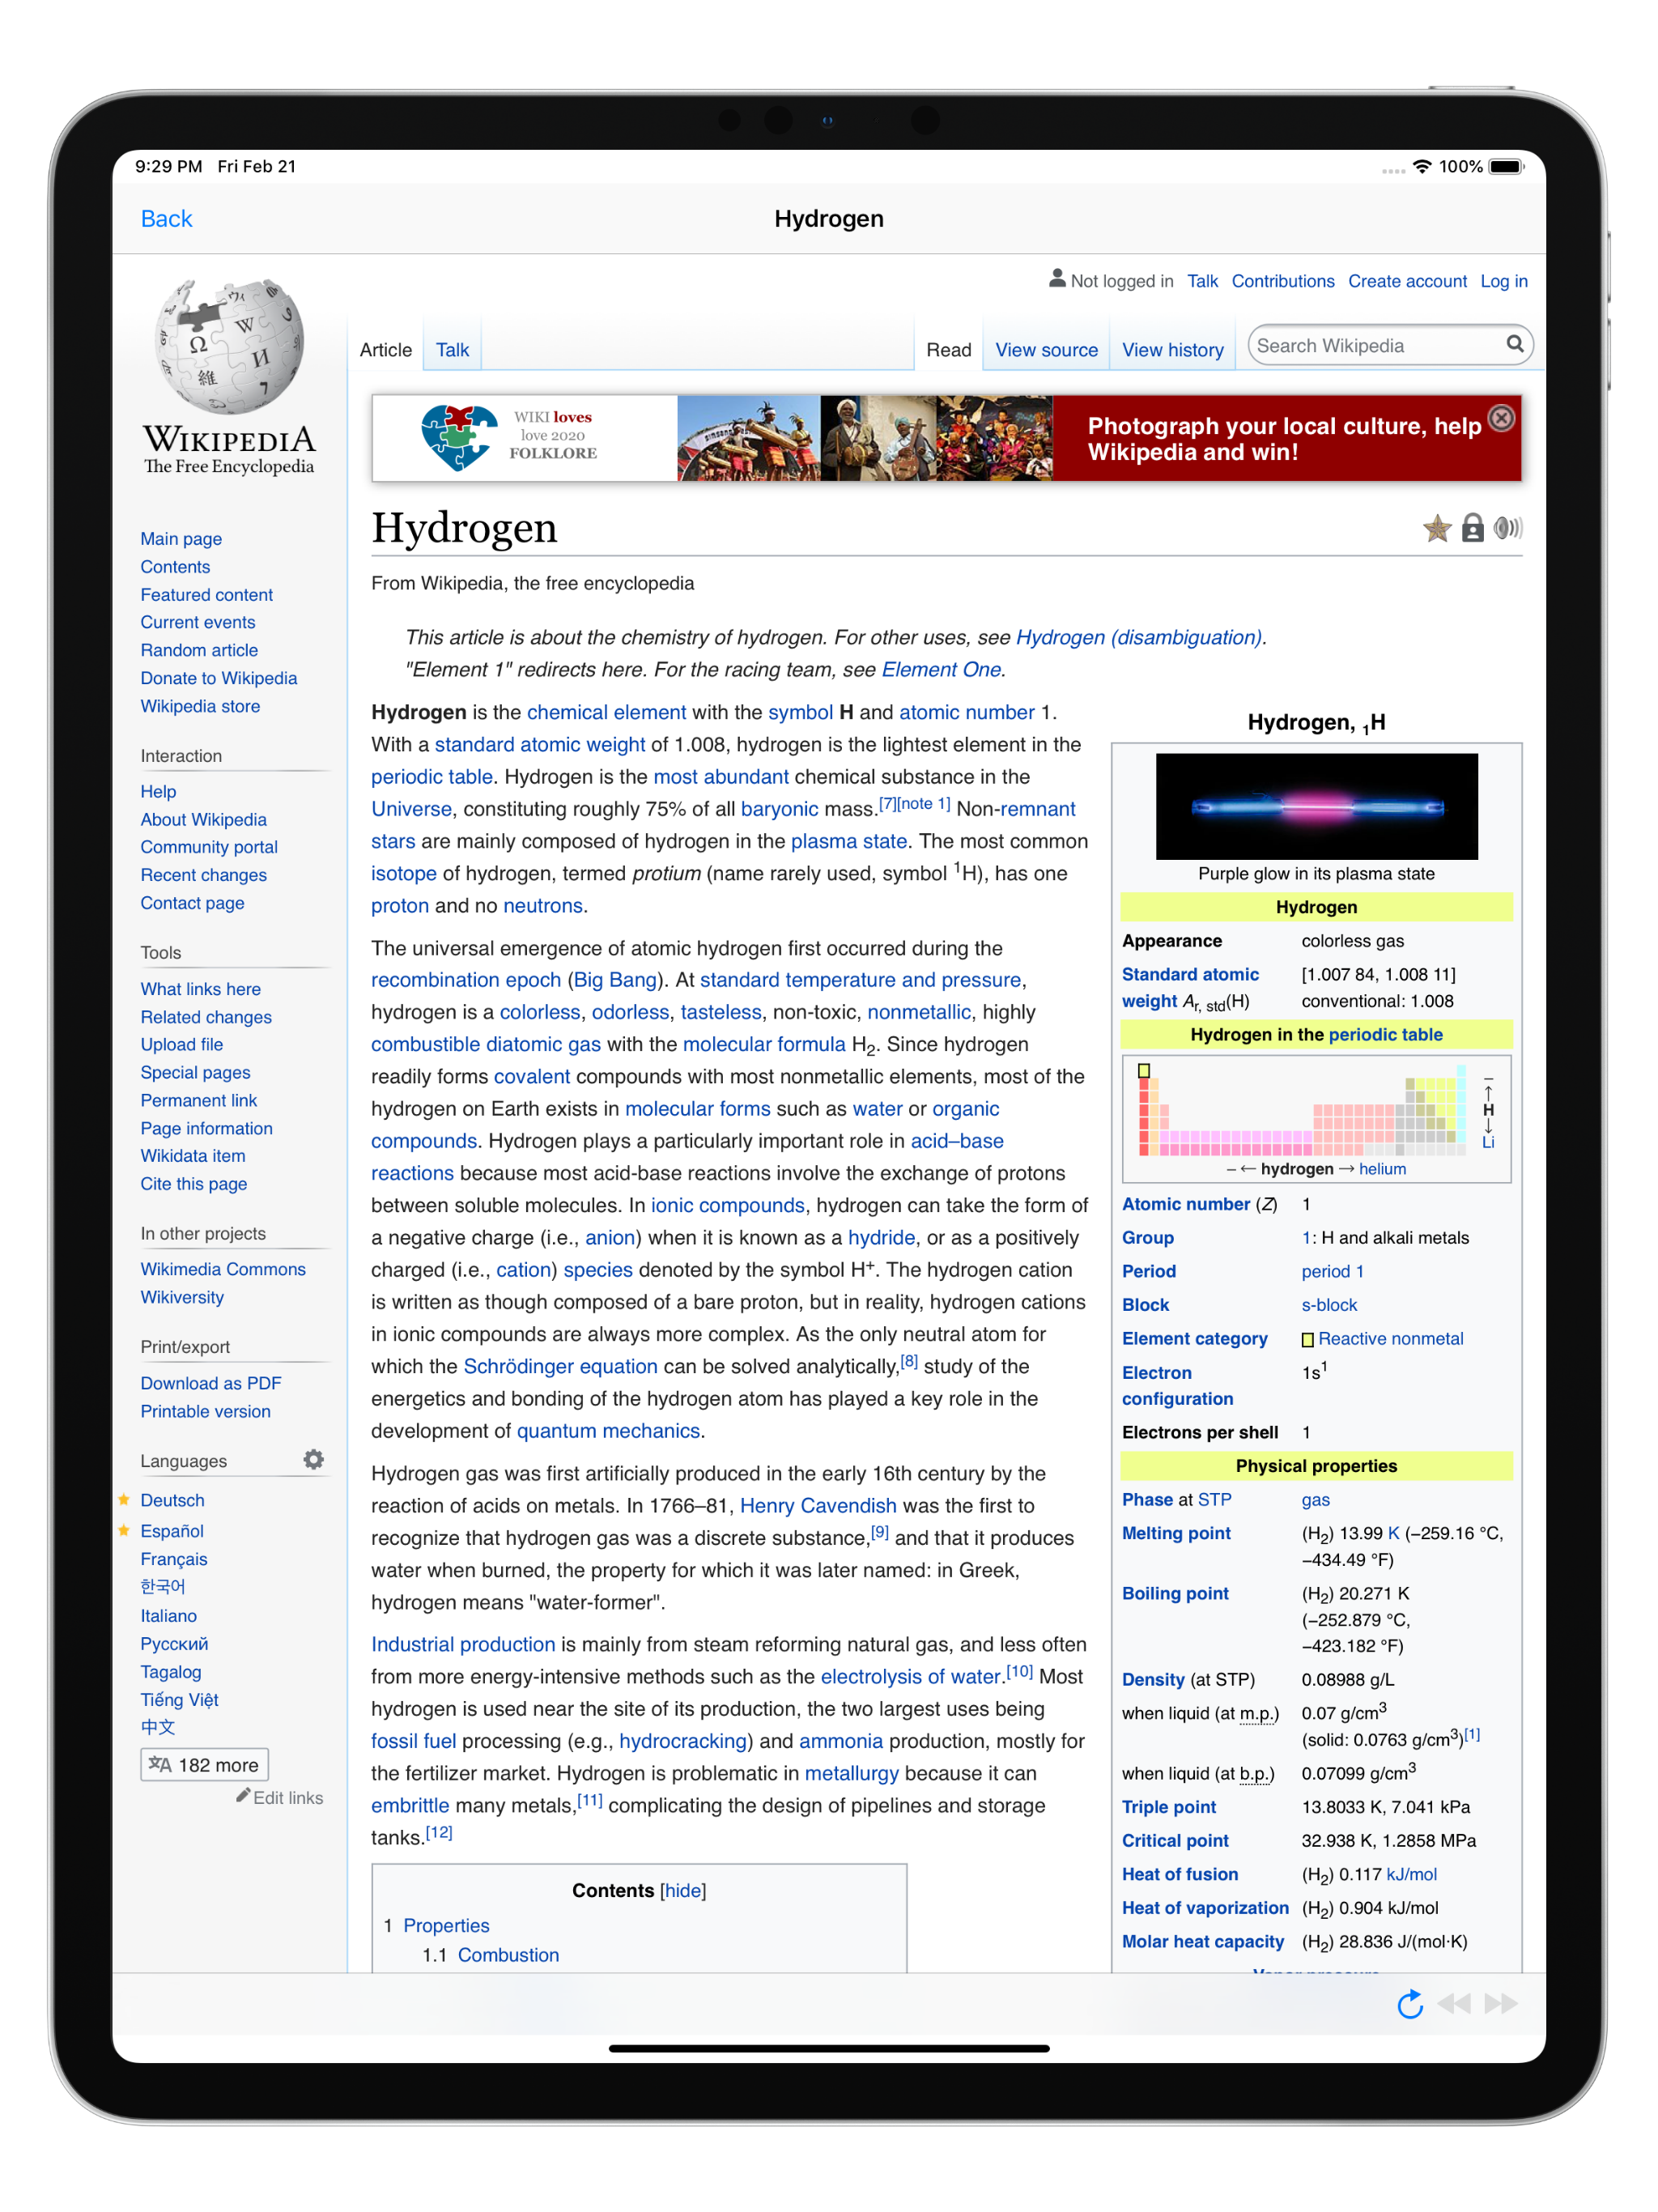 9:29 PM Fri Feb 21
100%
Back
Hydrogen
Not logged in Talk Contributions Create account Log in
Article Talk
Read View source View history
Search Wikipedia
WIKIPEDIA
The Free Encyclopedia
Main page
Contents
Featured content
Current events
Random article
Donate to Wikipedia
Wikipedia store
Interaction
Help
About Wikipedia
Community portal
Recent changes
Contact page
Tools
What links here
Related changes
Upload file
Special pages
Permanent link
Page information
Wikidata item
Cite this page
In other projects
Wikimedia Commons
Wikiversity
Print/export
Download as PDF
Printable version
Languages
Deutsch
Español
Français
한국어
Italiano
Русский
Tagalog
Tiếng Việt
中文
182 more
Edit links
WIKI loves
love 2020
FOLKLORE
Photograph your local culture, help
Wikipedia and win!
Hydrogen
From Wikipedia, the free encyclopedia
This article is about the chemistry of hydrogen. For other uses, see Hydrogen (disambiguation).
"Element 1" redirects here. For the racing team, see Element One.
Hydrogen is the chemical element with the symbol H and atomic number 1.
With a standard atomic weight of 1.008, hydrogen is the lightest element in the
periodic table. Hydrogen is the most abundant chemical substance in the
Universe, constituting roughly 75% of all baryonic mass.[7][note 1] Non-remnant
stars are mainly composed of hydrogen in the plasma state. The most common
isotope of hydrogen, termed protium (name rarely used, symbol ¹H), has one
proton and no neutrons.
The universal emergence of atomic hydrogen first occurred during the
recombination epoch (Big Bang). At standard temperature and pressure,
hydrogen is a colorless, odorless, tasteless, non-toxic, nonmetallic, highly
combustible diatomic gas with the molecular formula H₂. Since hydrogen
readily forms covalent compounds with most nonmetallic elements, most of the
hydrogen on Earth exists in molecular forms such as water or organic
compounds. Hydrogen plays a particularly important role in acid–base
reactions because most acid-base reactions involve the exchange of protons
between soluble molecules. In ionic compounds, hydrogen can take the form of
a negative charge (i.e., anion) when it is known as a hydride, or as a positively
charged (i.e., cation) species denoted by the symbol H⁺. The hydrogen cation
is written as though composed of a bare proton, but in reality, hydrogen cations
in ionic compounds are always more complex. As the only neutral atom for
which the Schrödinger equation can be solved analytically,[8] study of the
energetics and bonding of the hydrogen atom has played a key role in the
development of quantum mechanics.
Hydrogen gas was first artificially produced in the early 16th century by the
reaction of acids on metals. In 1766–81, Henry Cavendish was the first to
recognize that hydrogen gas was a discrete substance,[9] and that it produces
water when burned, the property for which it was later named: in Greek,
hydrogen means "water-former".
Industrial production is mainly from steam reforming natural gas, and less often
from more energy-intensive methods such as the electrolysis of water.[10] Most
hydrogen is used near the site of its production, the two largest uses being
fossil fuel processing (e.g., hydrocracking) and ammonia production, mostly for
the fertilizer market. Hydrogen is problematic in metallurgy because it can
embrittle many metals,[11] complicating the design of pipelines and storage
tanks.[12]
Contents [hide]
1 Properties
1.1 Combustion
Hydrogen, ₁H
Purple glow in its plasma state
Hydrogen
Appearance colorless gas
Standard atomic [1.007 84, 1.008 11]
weight Ar, std(H) conventional: 1.008
Hydrogen in the periodic table
–
↑
H
↓
Li
– ← hydrogen → helium
Atomic number (Z) 1
Group 1: H and alkali metals
Period period 1
Block s-block
Element category Reactive nonmetal
Electron 1s¹
configuration
Electrons per shell 1
Physical properties
Phase at STP gas
Melting point (H₂) 13.99 K (−259.16 °C,
−434.49 °F)
Boiling point (H₂) 20.271 K
(−252.879 °C,
−423.182 °F)
Density (at STP) 0.08988 g/L
when liquid (at m.p.) 0.07 g/cm³
(solid: 0.0763 g/cm³)[1]
when liquid (at b.p.) 0.07099 g/cm³
Triple point 13.8033 K, 7.041 kPa
Critical point 32.938 K, 1.2858 MPa
Heat of fusion (H₂) 0.117 kJ/mol
Heat of vaporization (H₂) 0.904 kJ/mol
Molar heat capacity (H₂) 28.836 J/(mol·K)